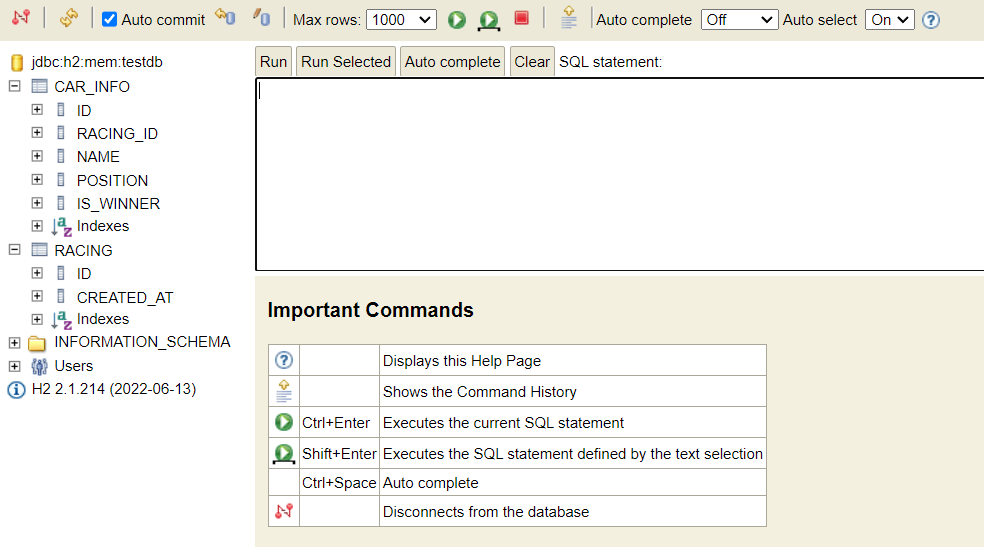 Auto commit Max rows: 1000 Auto complete Off Auto select On
jdbc:h2:mem:testdb
CAR_INFO
ID
RACING_ID
NAME
POSITION
IS_WINNER
Indexes
RACING
ID
CREATED_AT
Indexes
INFORMATION_SCHEMA
Users
H2 2.1.214 (2022-06-13)
Run Run Selected Auto complete Clear SQL statement:
Important Commands
Displays this Help Page
Shows the Command History
Ctrl+Enter Executes the current SQL statement
Shift+Enter Executes the SQL statement defined by the text selection
Ctrl+Space Auto complete
Disconnects from the database